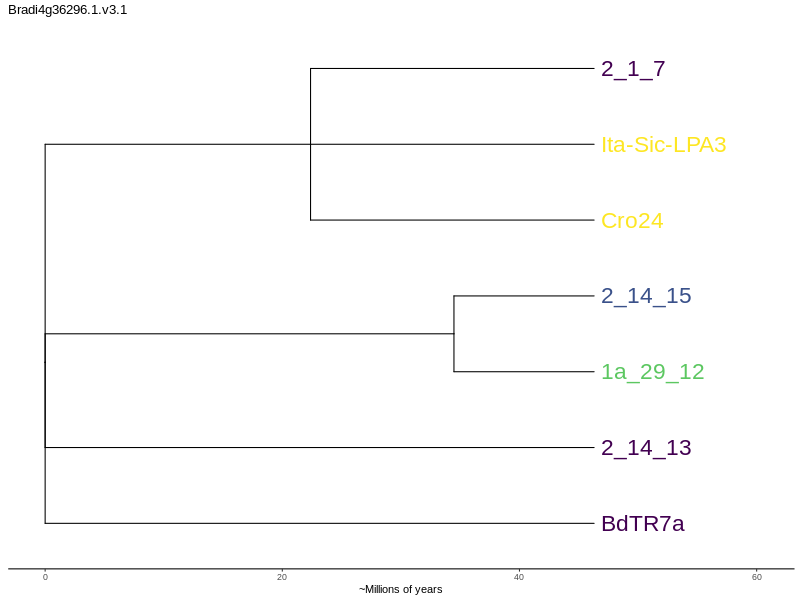 Bradi4g36296.1.v3.1
2_1_7
Ita-Sic-LPA3
Cro24
2_14_15
1a_29_12
2_14_13
BdTR7a
0 20 40 60
~Millions of years